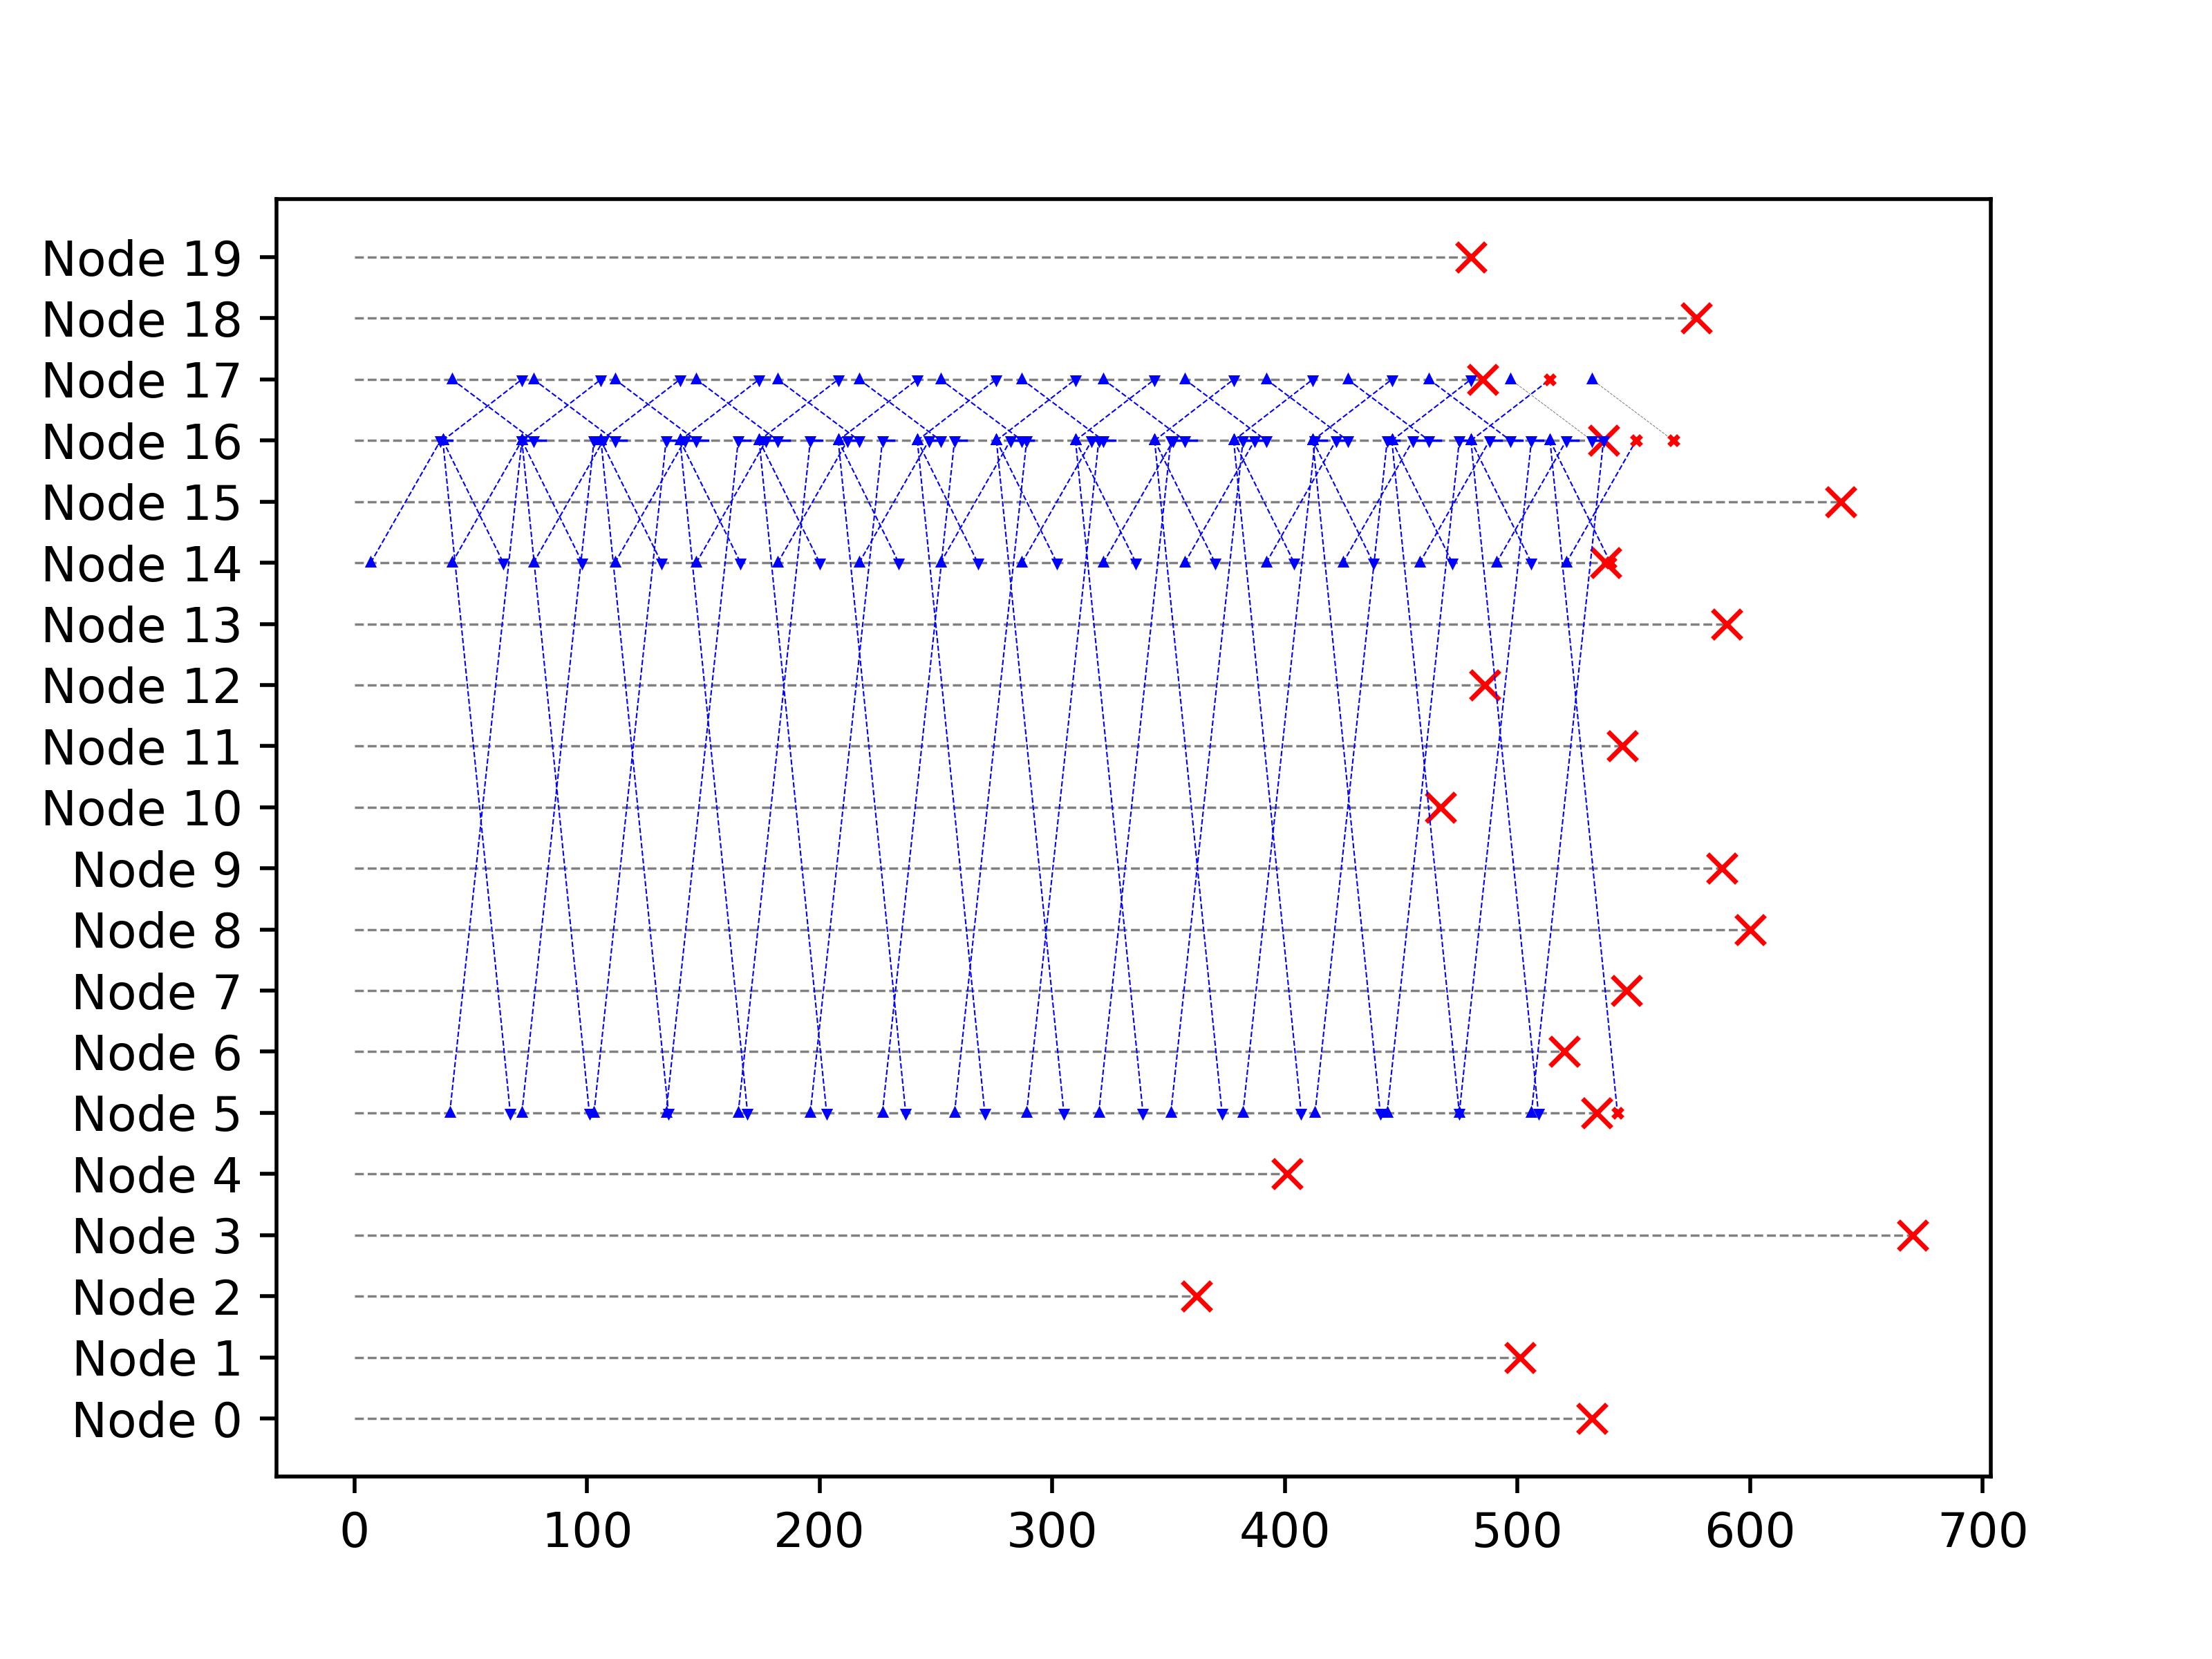 Node 19
Node 18
Node 17
Node 16
Node 15
Node 14
Node 13
Node 12
Node 11
Node 10
Node 9
Node 8
Node 7
Node 6
Node 5
Node 4
Node 3
Node 2
Node 1
Node 0
0 100 200 300 400 500 600 700